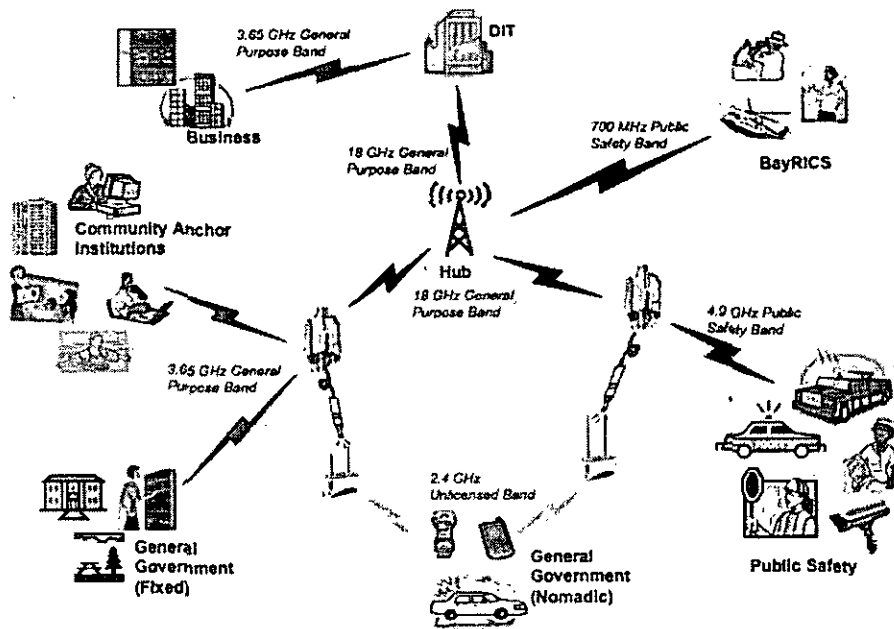 3.65 GHz General
Purpose Band
DIT
Business
18 GHz General
Purpose Band
700 MHz Public
Safety Band
BayRICS
Community Anchor
Institutions
Hub
18 GHz General
Purpose Band
4.9 GHz Public
Safety Band
3.65 GHz General
Purpose Band
2.4 GHz
Unlicensed Band
General
Government
(Fixed)
General
Government
(Nomadic)
Public Safety